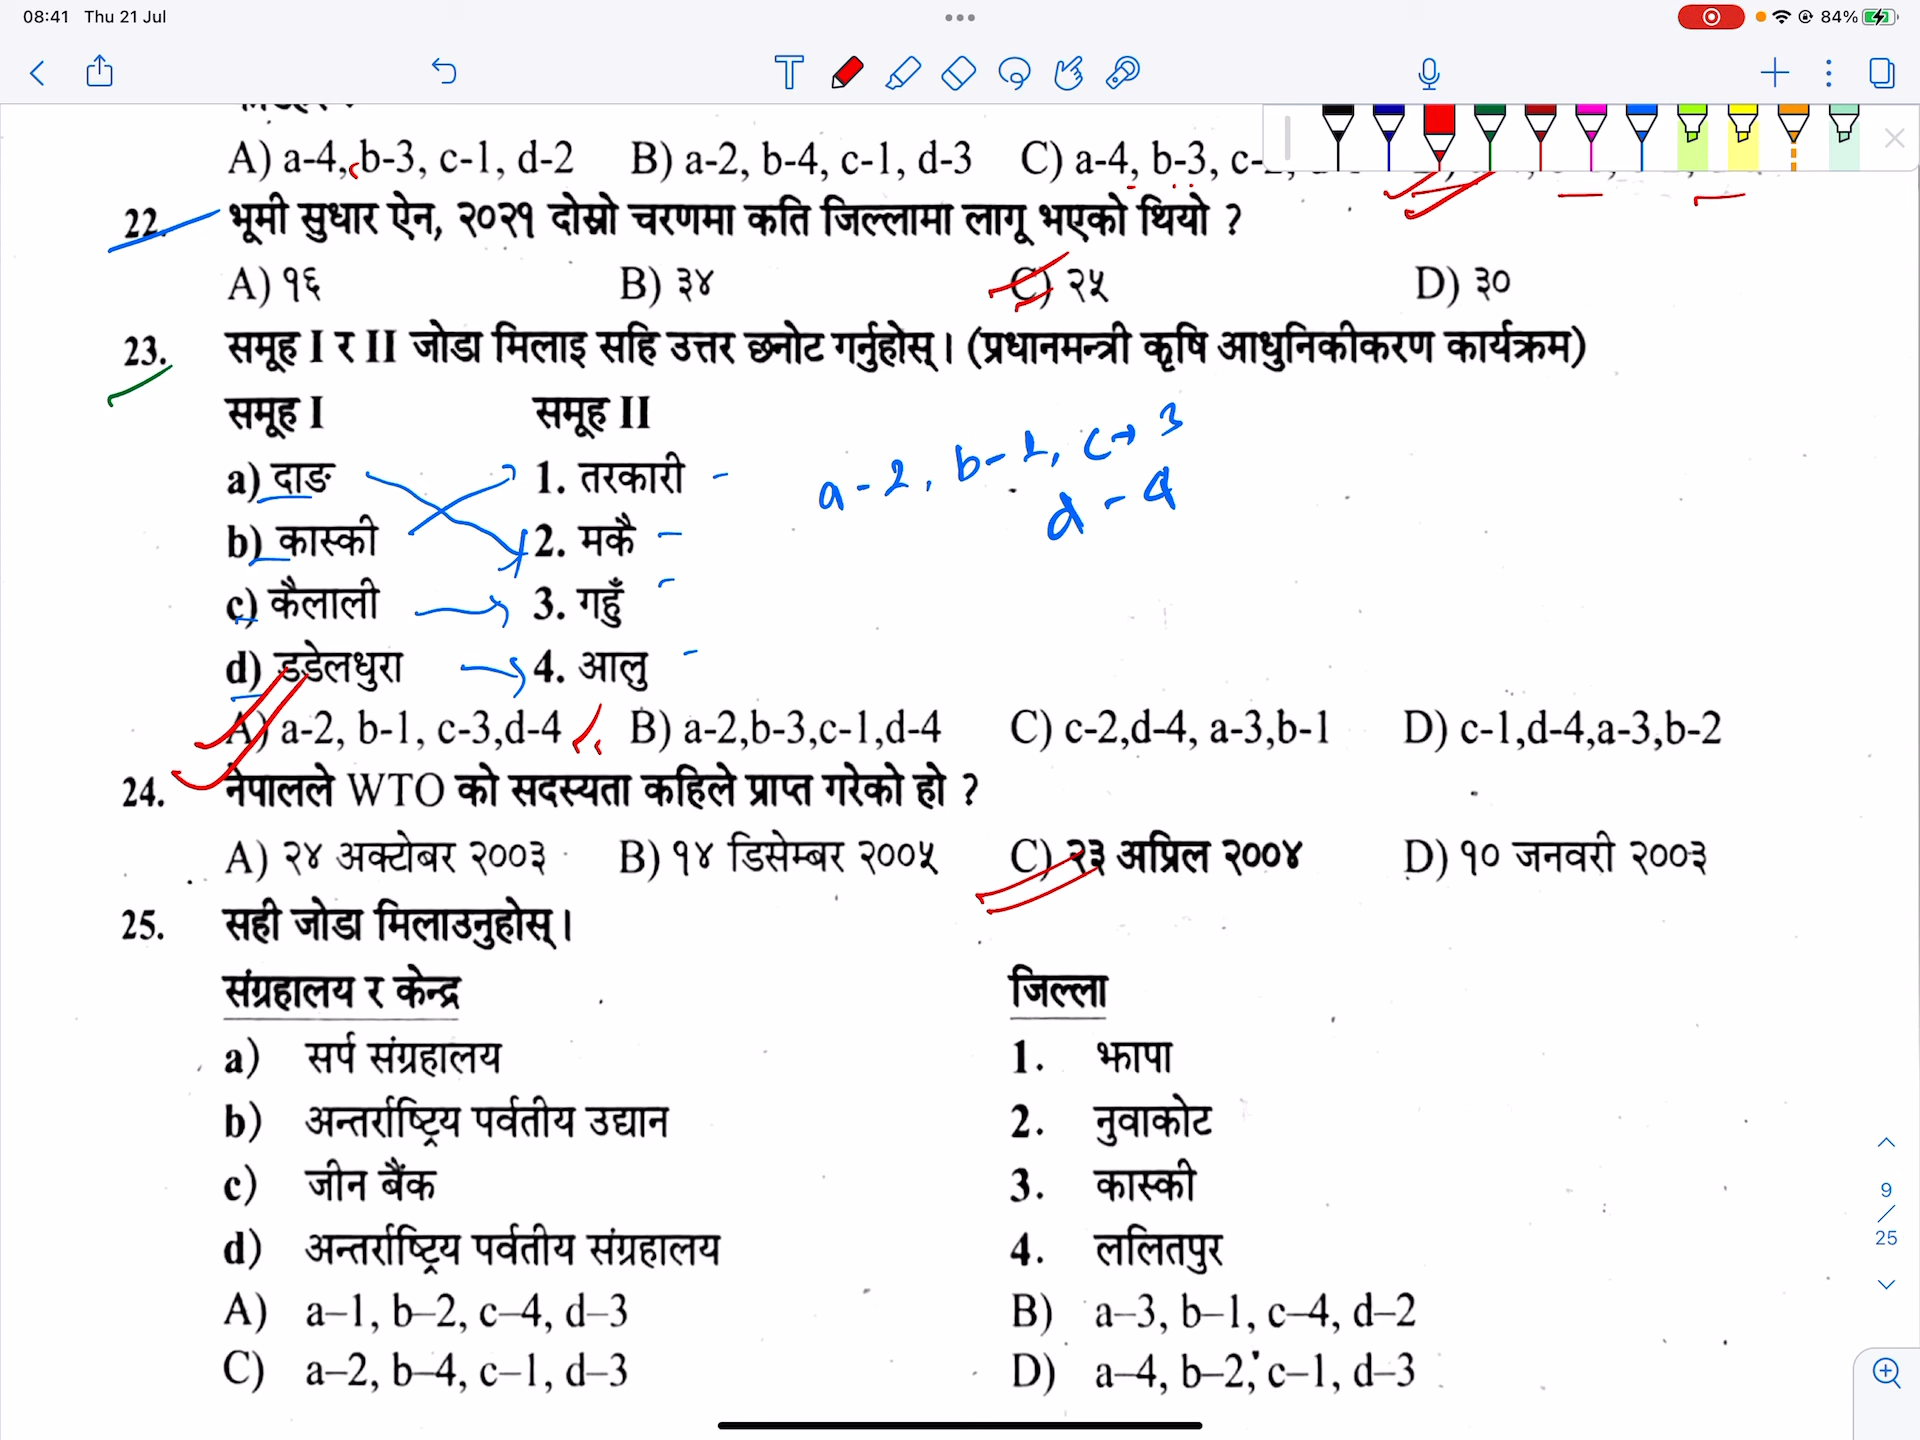 08:41 Thu 21 Jul
84%
A) a-4, b-3, c-1, d-2 B) a-2, b-4, c-1, d-3 C) a-4, b-3, c-
22. भूमी सुधार ऐन, २०२१ दोस्रो चरणमा कति जिल्लामा लागू भएको थियो ?
A) १६ B) ३४ C) २५ D) ३०
23. समूह I र II जोडा मिलाइ सहि उत्तर छनोट गर्नुहोस्। (प्रधानमन्त्री कृषि आधुनिकीकरण कार्यक्रम)
समूह I समूह II
a) दाङ 1. तरकारी
a-2, b-1, c→3
d-4
b) कास्की 2. मकै
c) कैलाली 3. गहुँ
d) डडेलधुरा 4. आलु
A) a-2, b-1, c-3,d-4 B) a-2,b-3,c-1,d-4 C) c-2,d-4, a-3,b-1 D) c-1,d-4,a-3,b-2
24. नेपालले WTO को सदस्यता कहिले प्राप्त गरेको हो ?
A) २४ अक्टोबर २००३ B) १४ डिसेम्बर २००५ C) २३ अप्रिल २००४ D) १० जनवरी २००३
25. सही जोडा मिलाउनुहोस्।
संग्रहालय र केन्द्र जिल्ला
a) सर्प संग्रहालय 1. झापा
b) अन्तर्राष्ट्रिय पर्वतीय उद्यान 2. नुवाकोट
c) जीन बैंक 3. कास्की
d) अन्तर्राष्ट्रिय पर्वतीय संग्रहालय 4. ललितपुर
A) a–1, b–2, c–4, d–3 B) a–3, b–1, c–4, d–2
C) a–2, b–4, c–1, d–3 D) a–4, b–2, c–1, d–3
9
/
25